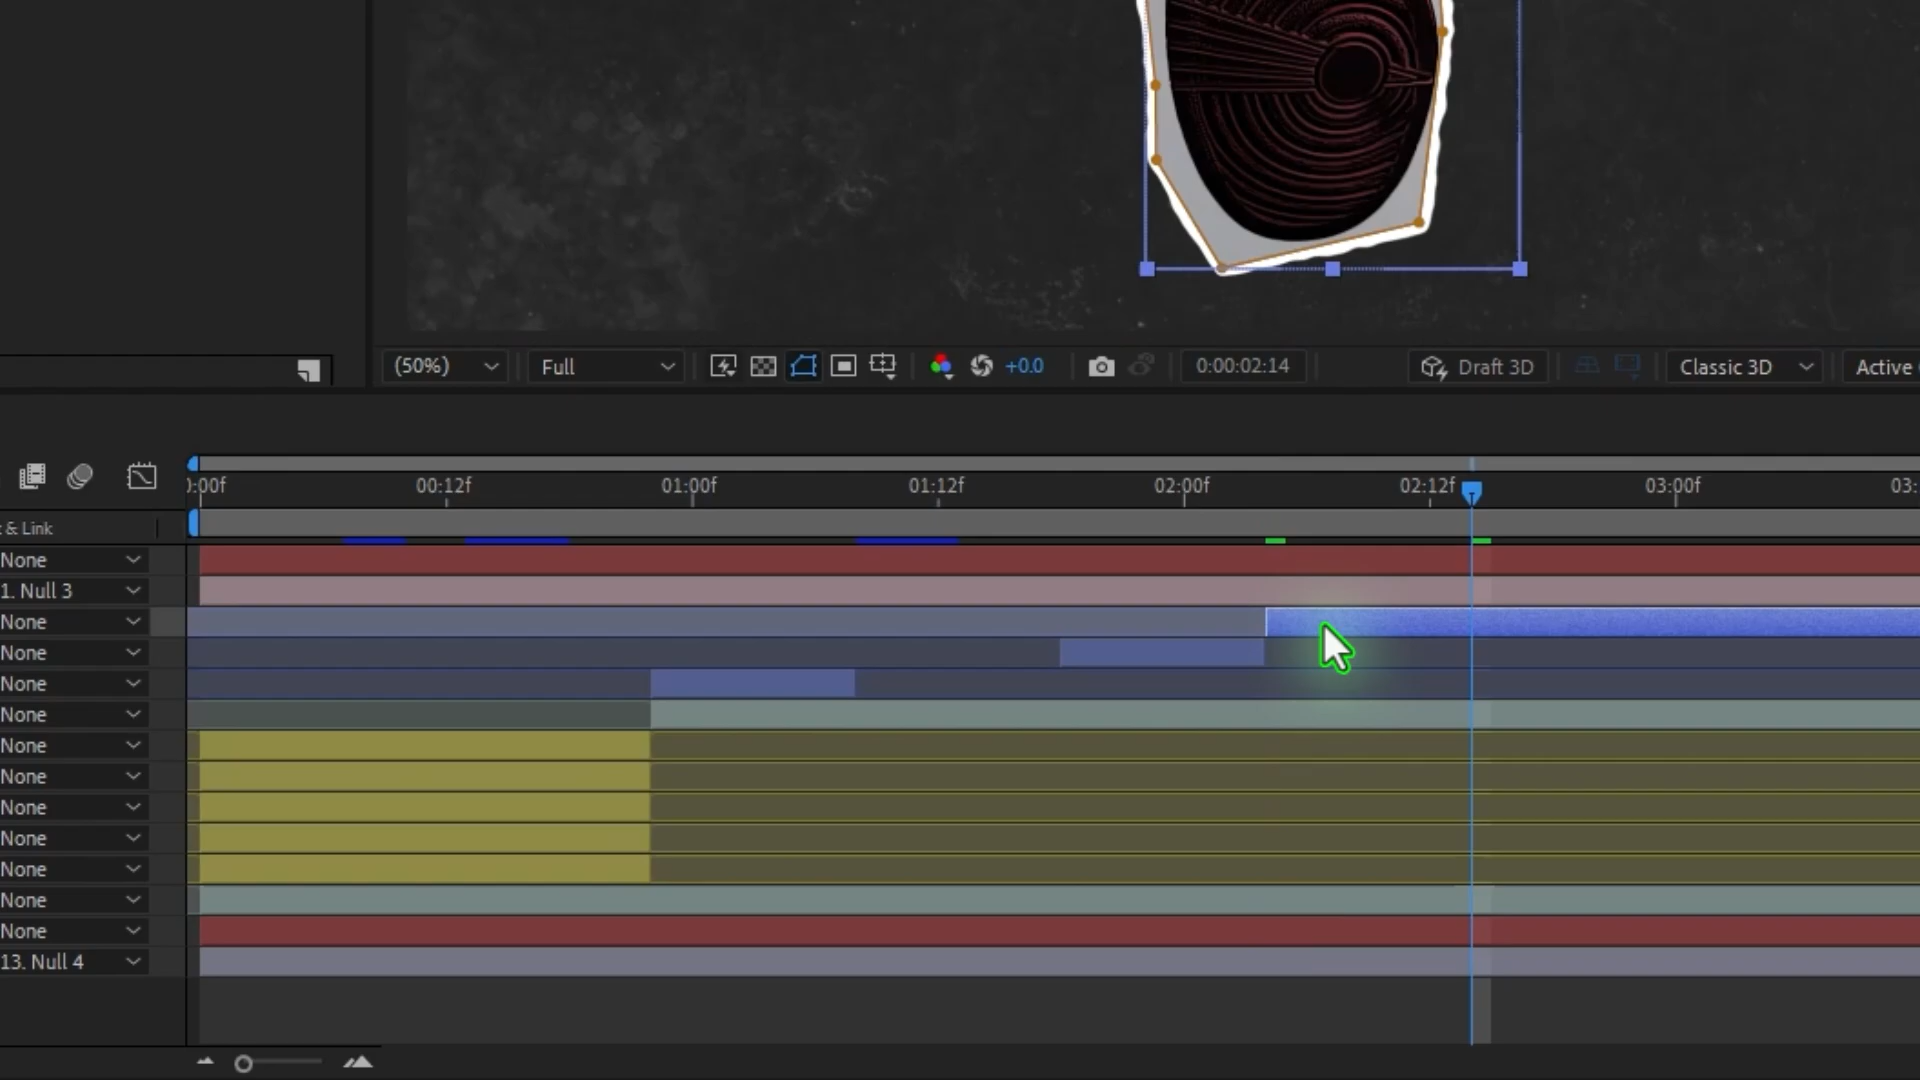 (50%) Full +0.0 0:00:02:14 Draft 3D Classic 3D Active
0:00f 00:12f 01:00f 01:12f 02:00f 02:12f 03:00f 03:
& Link
None
1. Null 3
None
None
None
None
None
None
None
None
None
None
None
13. Null 4